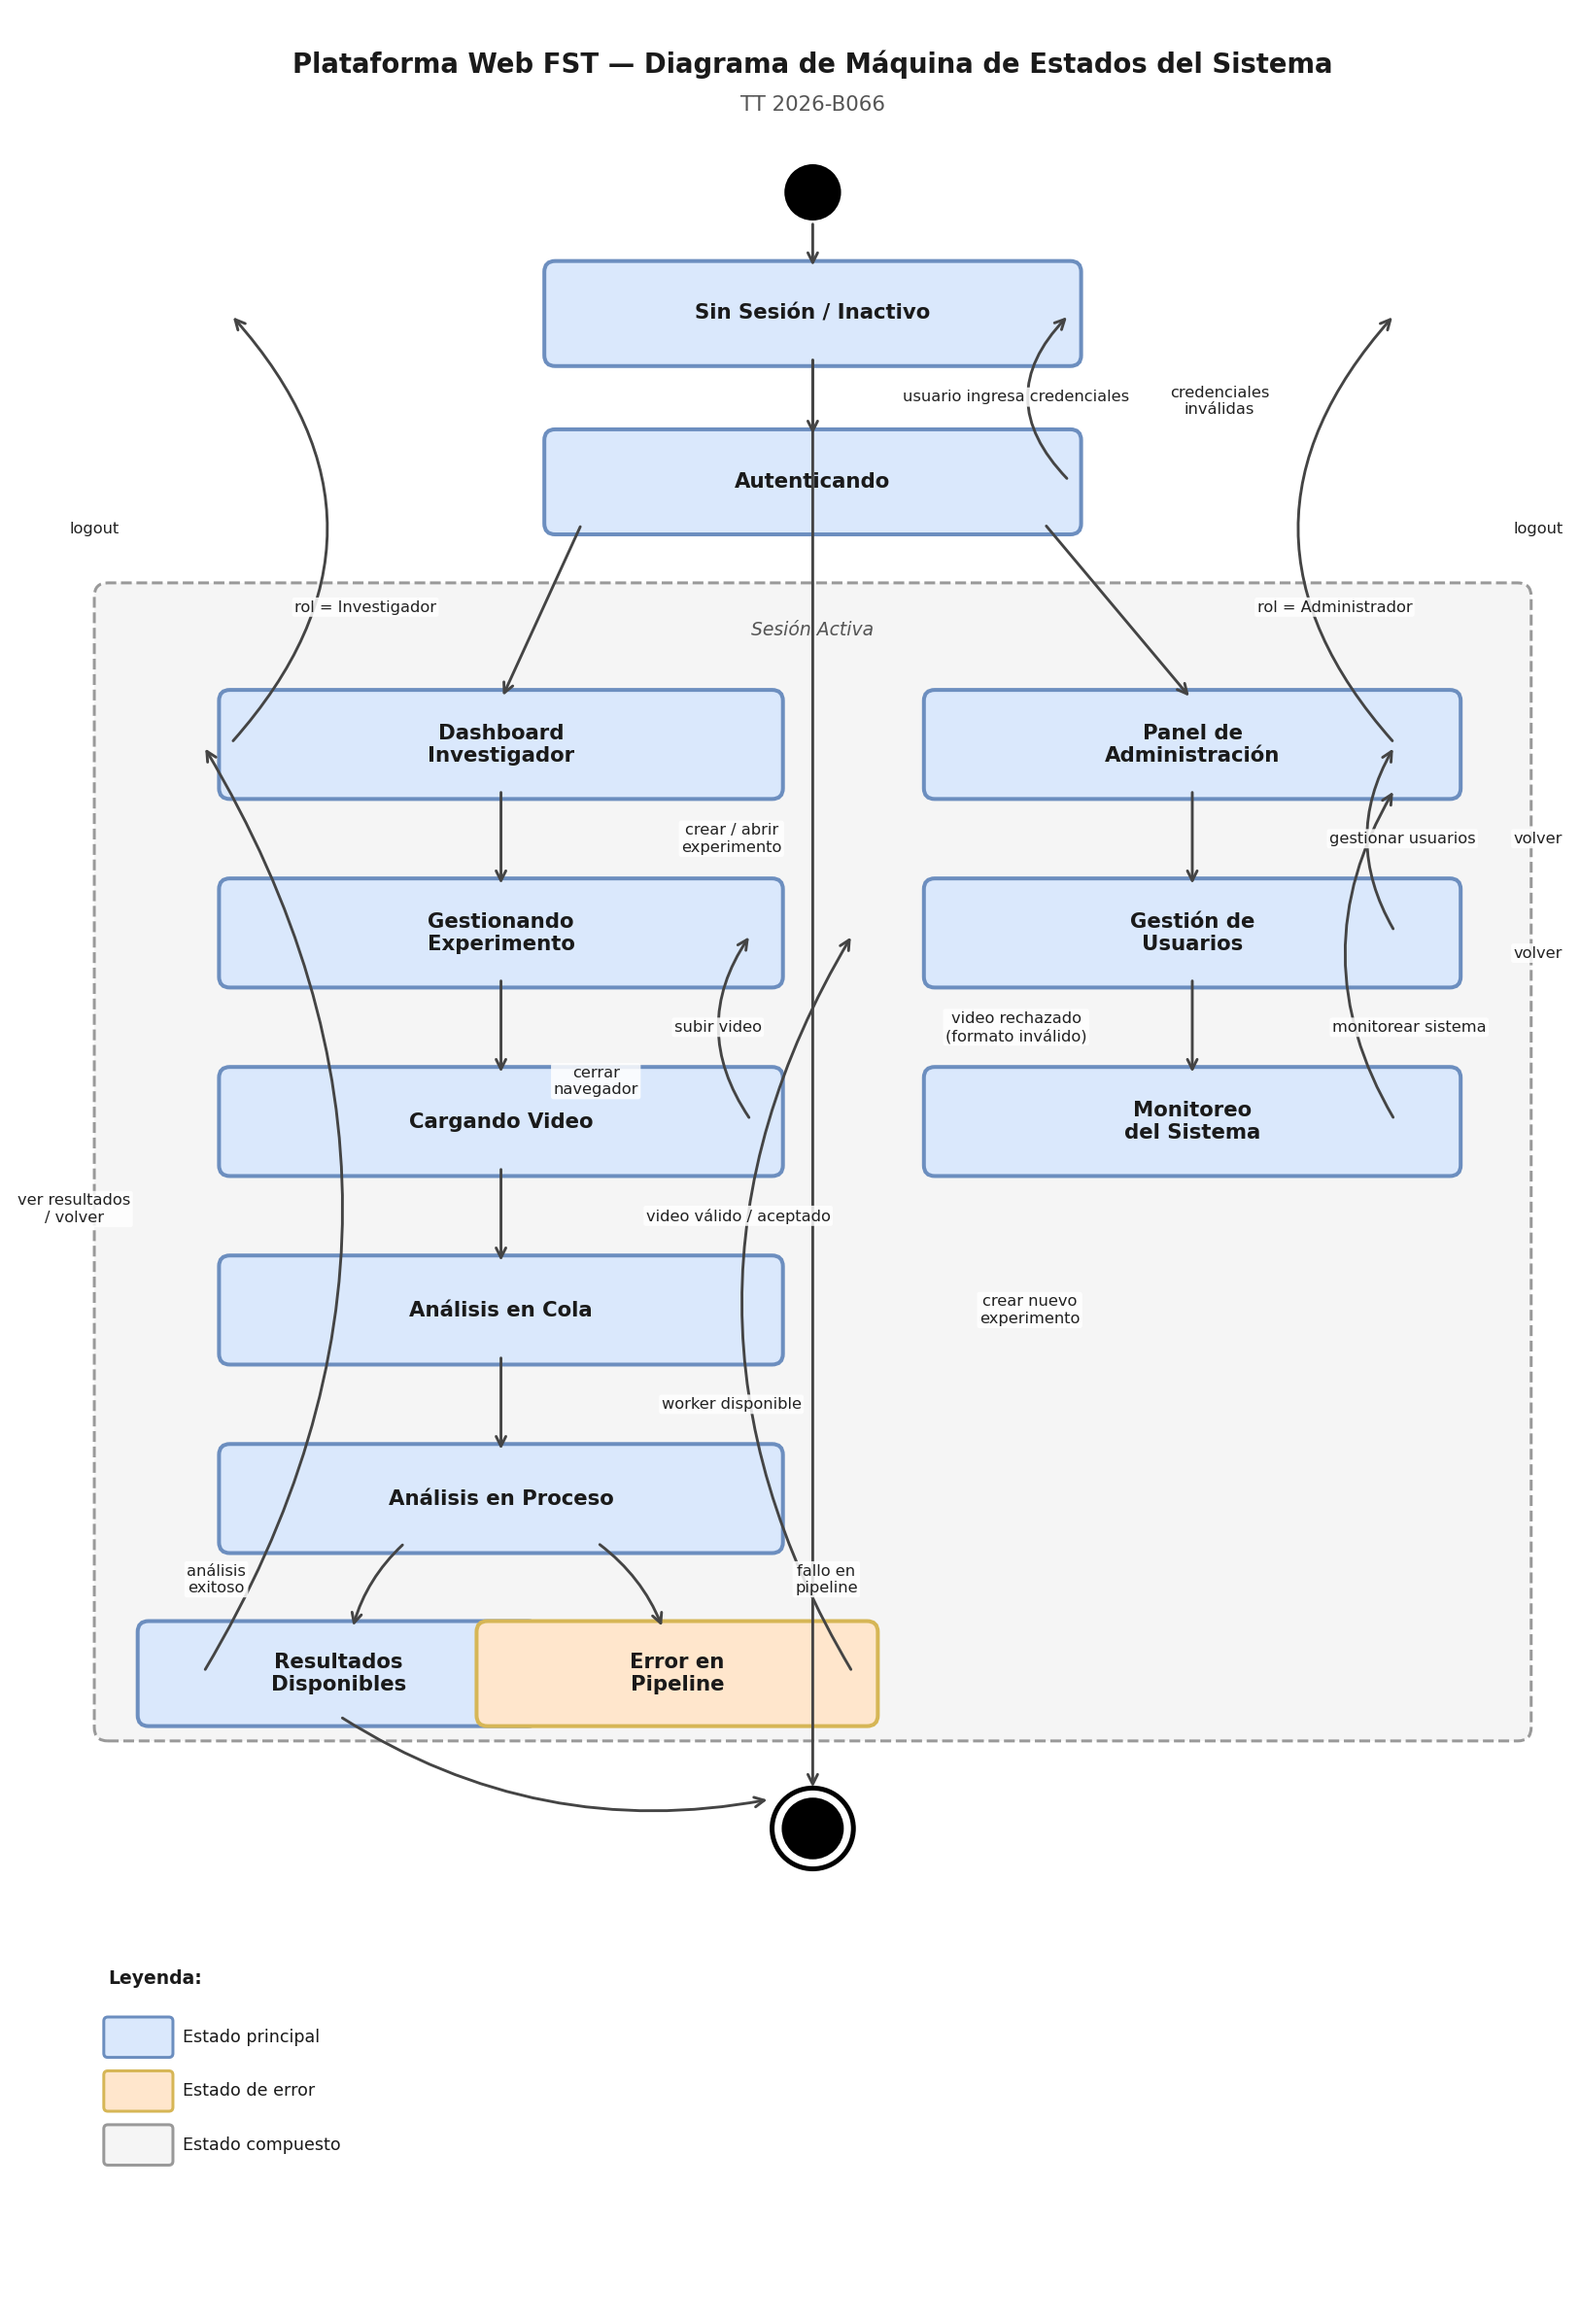 Plataforma Web FST — Diagrama de Máquina de Estados del Sistema
TT 2026-B066
Sin Sesión / Inactivo
usuario ingresa credenciales
credenciales
inválidas
Autenticando
logout
logout
rol = Investigador
rol = Administrador
Sesión Activa
Dashboard
Investigador
Panel de
Administración
crear / abrir
experimento
gestionar usuarios
volver
Gestionando
Experimento
Gestión de
Usuarios
volver
subir video
video rechazado
(formato inválido)
monitorear sistema
cerrar
navegador
Cargando Video
Monitoreo
del Sistema
ver resultados
/ volver
video válido / aceptado
Análisis en Cola
crear nuevo
experimento
worker disponible
Análisis en Proceso
análisis
exitoso
fallo en
pipeline
Resultados
Disponibles
Error en
Pipeline
Leyenda:
Estado principal
Estado de error
Estado compuesto